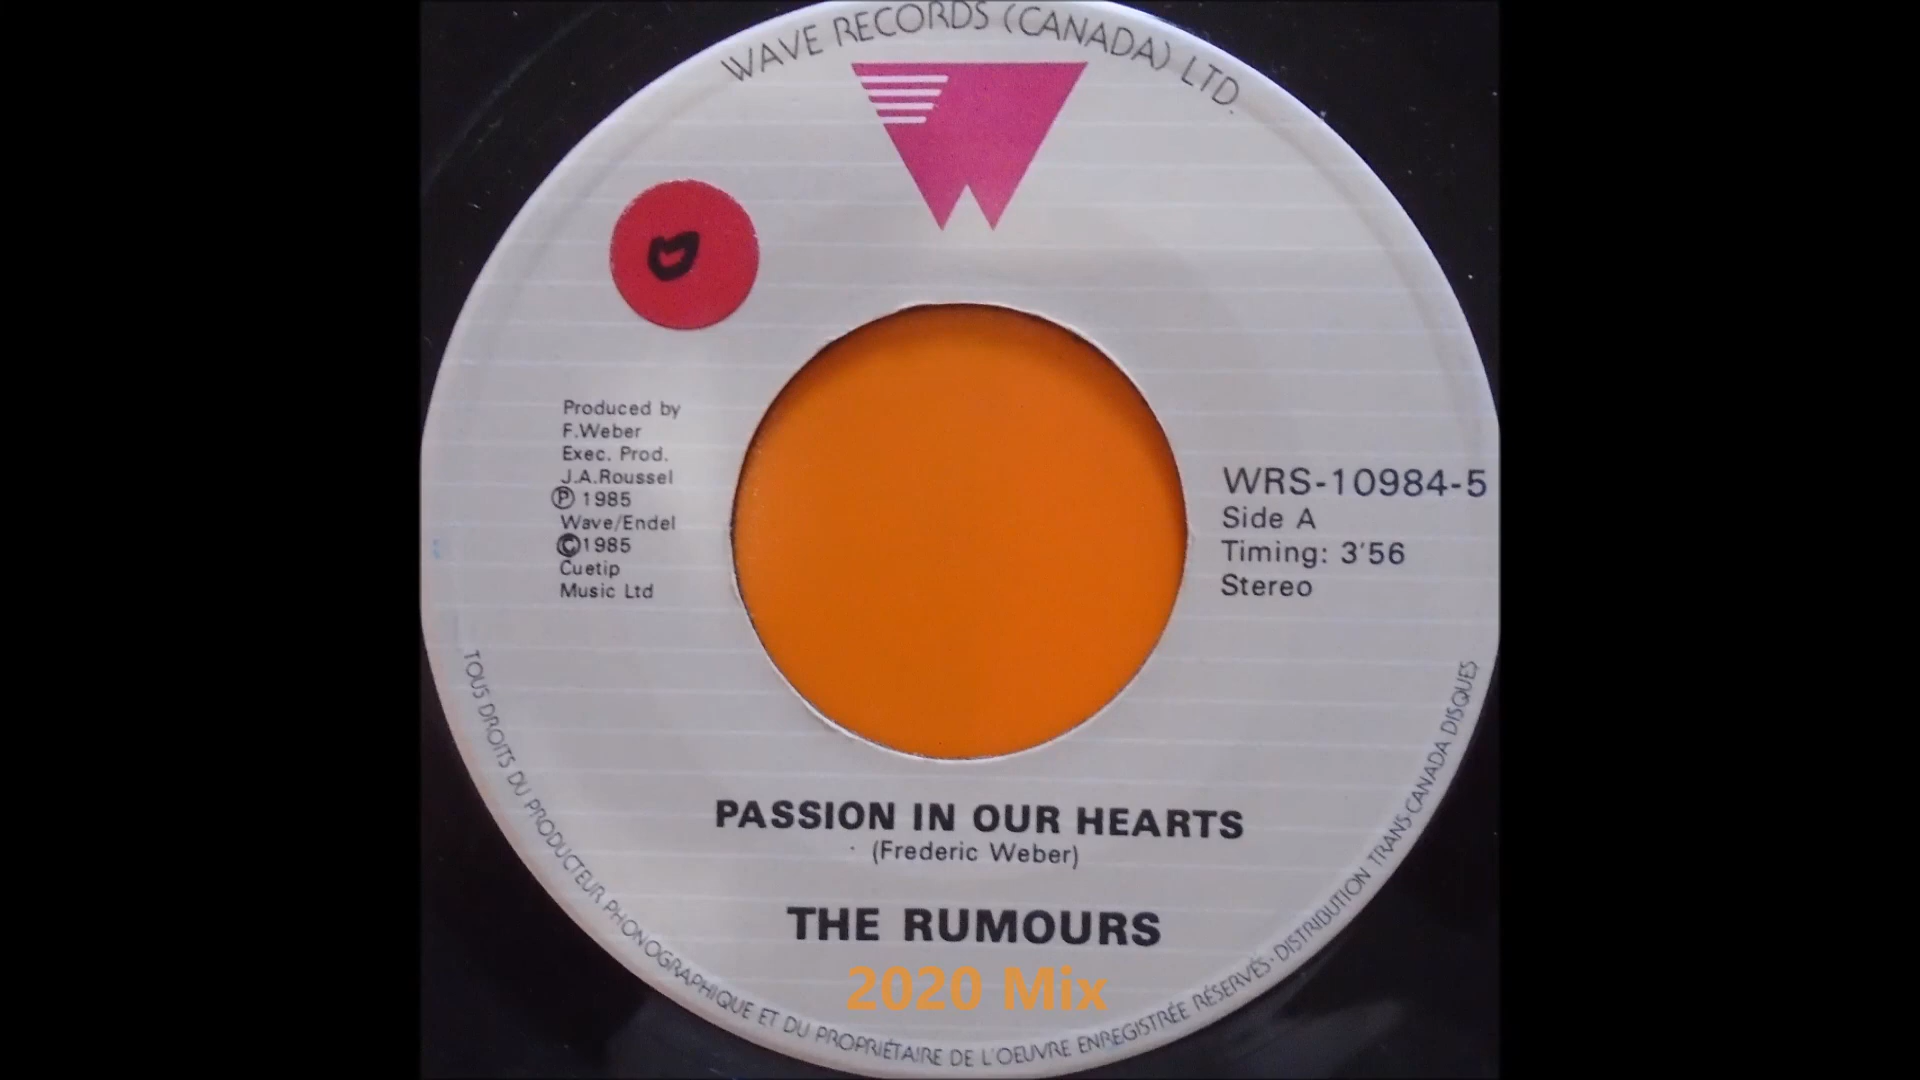 WAVE RECORDS (CANADA) LTD.
Produced by
F.Weber
Exec. Prod.
J.A.Roussel
Ⓟ 1985
Wave/Endel
©1985
Cuetip
Music Ltd
WRS-10984-5
Side A
Timing: 3'56
Stereo
PASSION IN OUR HEARTS
(Frederic Weber)
THE RUMOURS
2020 Mix
TOUS DROITS DU PRODUCTEUR PHONOGRAPHIQUE ET DU PROPRIÉTAIRE DE L'OEUVRE ENREGISTRÉE RÉSERVÉS - DISTRIBUTION TRANS-CANADA DISQUES